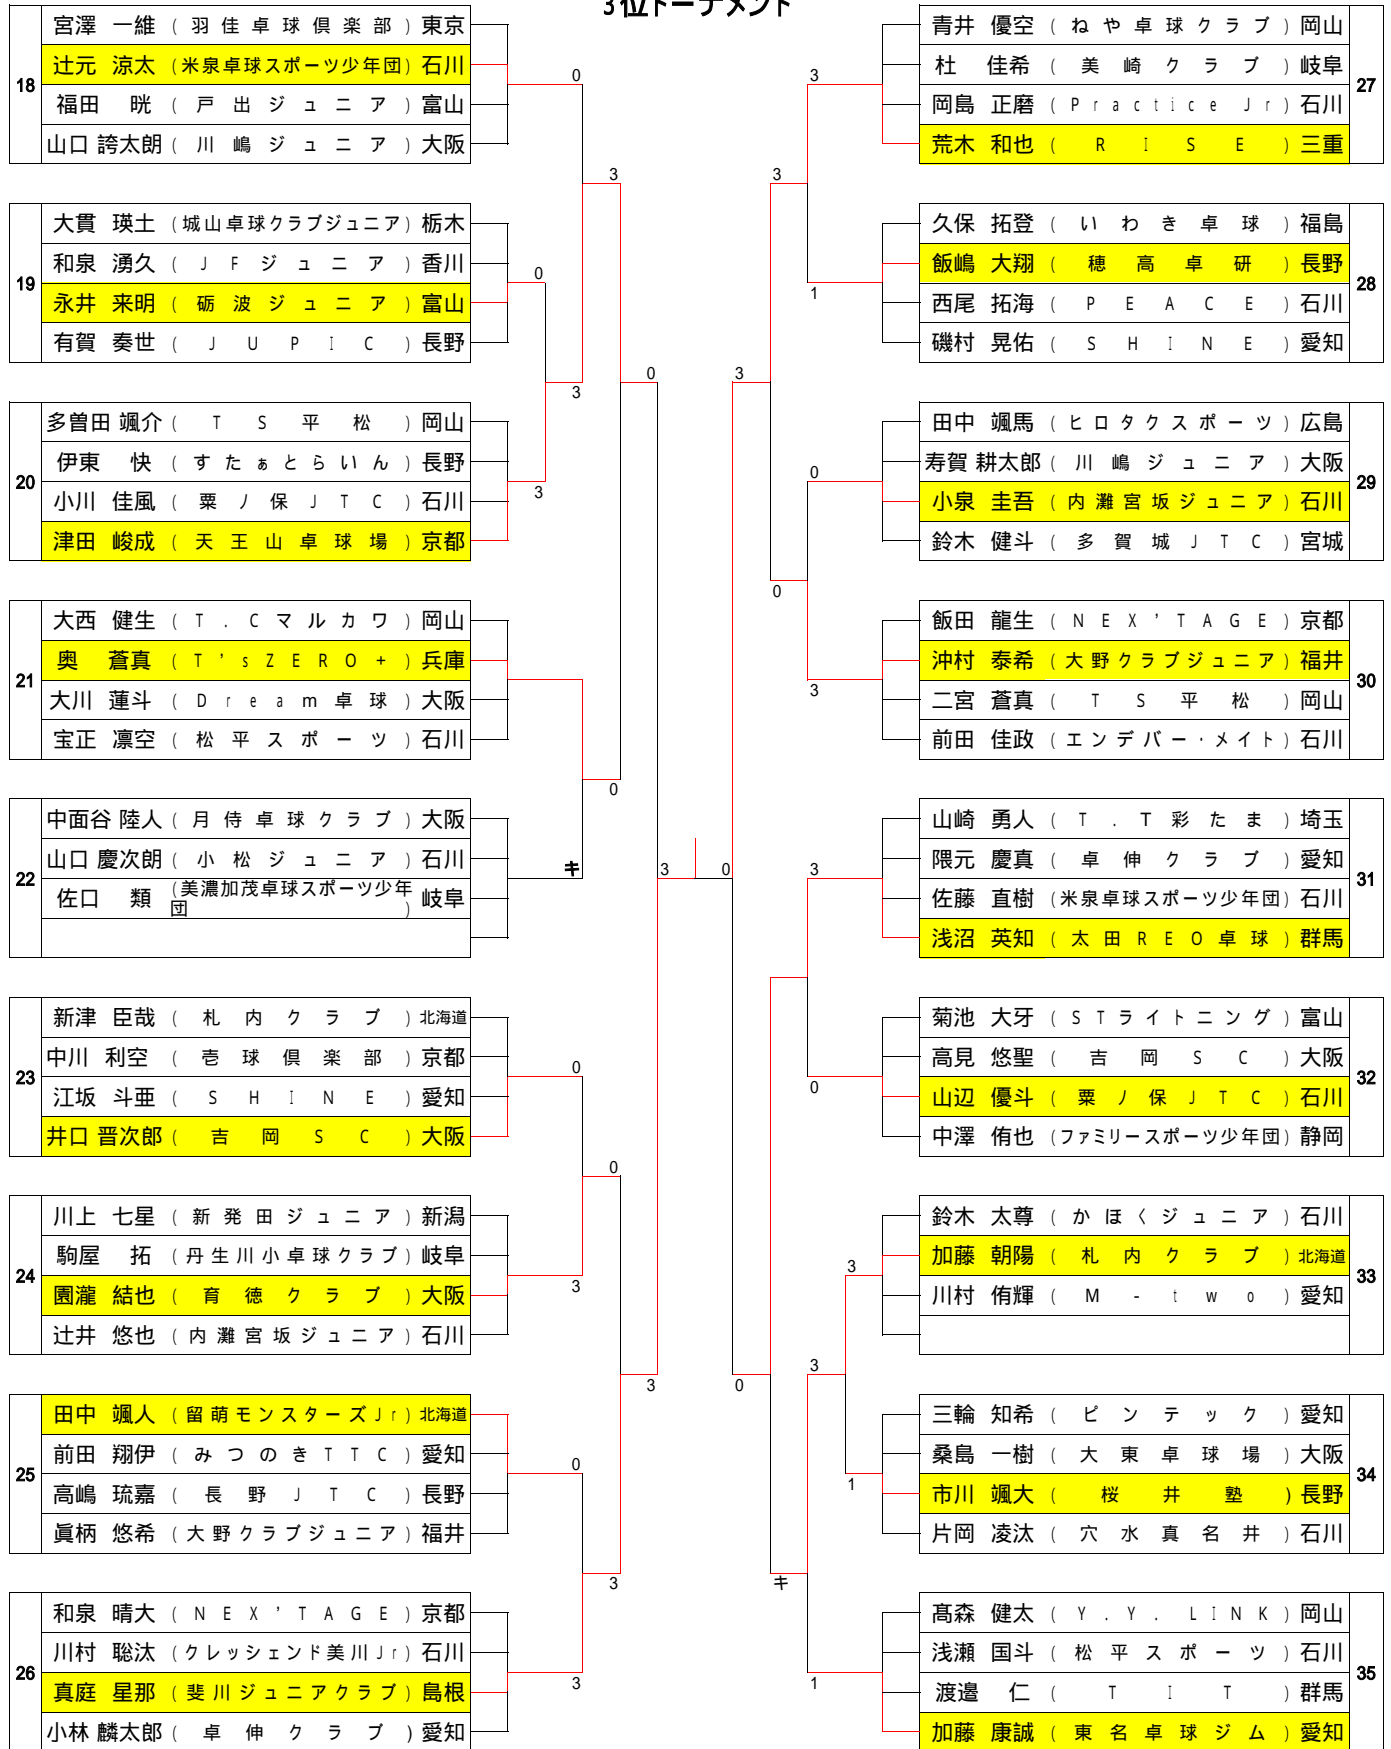 3位トーナメント
18
宮澤 一維 (羽佳卓球倶楽部) 東京
辻元 涼太 (米泉卓球スポーツ少年団) 石川
福田 晄 (戸出ジュニア) 富山
山口 誇太朗 (川嶋ジュニア) 大阪
19
大貫 瑛土 (城山卓球クラブジュニア) 栃木
和泉 湧久 (JFジュニア) 香川
永井 来明 (砺波ジュニア) 富山
有賀 奏世 (JUPIC) 長野
20
多曽田 颯介 (TS平松) 岡山
伊東 快 (すたぁとらいん) 長野
小川 佳風 (粟ノ保JTC) 石川
津田 峻成 (天王山卓球場) 京都
21
大西 健生 (T.Cマルカワ) 岡山
奥 蒼真 (T'sZERO+) 兵庫
大川 蓮斗 (Dream卓球) 大阪
宝正 凛空 (松平スポーツ) 石川
22
中面谷 陸人 (月侍卓球クラブ) 大阪
山口 慶次朗 (小松ジュニア) 石川
佐口 類 (美濃加茂卓球スポーツ少年団) 岐阜
23
新津 臣哉 (札内クラブ) 北海道
中川 利空 (壱球倶楽部) 京都
江坂 斗亜 (SHINE) 愛知
井口 晋次郎 (吉岡SC) 大阪
24
川上 七星 (新発田ジュニア) 新潟
駒屋 拓 (丹生川小卓球クラブ) 岐阜
園瀧 結也 (育徳クラブ) 大阪
辻井 悠也 (内灘宮坂ジュニア) 石川
25
田中 颯人 (留萌モンスターズJr) 北海道
前田 翔伊 (みつのきTTC) 愛知
高嶋 琉嘉 (長野JTC) 長野
眞柄 悠希 (大野クラブジュニア) 福井
26
和泉 晴大 (NEX'TAGE) 京都
川村 聡汰 (クレッシェンド美川Jr) 石川
真庭 星那 (斐川ジュニアクラブ) 島根
小林 麟太郎 (卓伸クラブ) 愛知
0
3
0
3
3
0
0
キ
3
0
0
3
0
3
0
3
3
0
3
3
1
3
0
0
3
3
0
0
3
1
3
キ
1
27
青井 優空 (ねや卓球クラブ) 岡山
杜 佳希 (美崎クラブ) 岐阜
岡島 正磨 (Practice Jr) 石川
荒木 和也 (RISE) 三重
28
久保 拓登 (いわき卓球) 福島
飯嶋 大翔 (穂高卓研) 長野
西尾 拓海 (PEACE) 石川
磯村 晃佑 (SHINE) 愛知
29
田中 颯馬 (ヒロタクスポーツ) 広島
寿賀 耕太郎 (川嶋ジュニア) 大阪
小泉 圭吾 (内灘宮坂ジュニア) 石川
鈴木 健斗 (多賀城JTC) 宮城
30
飯田 龍生 (NEX'TAGE) 京都
沖村 泰希 (大野クラブジュニア) 福井
二宮 蒼真 (TS平松) 岡山
前田 佳政 (エンデバー・メイト) 石川
31
山崎 勇人 (T.T彩たま) 埼玉
隈元 慶真 (卓伸クラブ) 愛知
佐藤 直樹 (米泉卓球スポーツ少年団) 石川
浅沼 英知 (太田REO卓球) 群馬
32
菊池 大牙 (STライトニング) 富山
高見 悠聖 (吉岡SC) 大阪
山辺 優斗 (粟ノ保JTC) 石川
中澤 侑也 (ファミリースポーツ少年団) 静岡
33
鈴木 太尊 (かほくジュニア) 石川
加藤 朝陽 (札内クラブ) 北海道
川村 侑輝 (M-two) 愛知
34
三輪 知希 (ピンテック) 愛知
桑島 一樹 (大東卓球場) 大阪
市川 颯大 (桜井塾) 長野
片岡 凌汰 (穴水真名井) 石川
35
髙森 健太 (Y.Y.LINK) 岡山
浅瀬 国斗 (松平スポーツ) 石川
渡邉 仁 (TIT) 群馬
加藤 康誠 (東名卓球ジム) 愛知